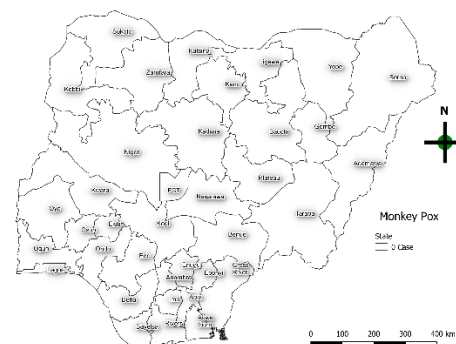 Sokoto
Katsina
Jigawa
Yobe
Borno
Zamfara
Kano
Kebbi
Gombe
Kaduna
Bauchi
N
Niger
Adamawa
Plateau
FCT
Nasarawa
Kwara
Taraba
Oyo
Kogi
Monkey Pox
State
0 Case
Osun
Ekiti
Benue
Ogun
Ondo
Edo
Enugu
Lagos
Anambra
Ebonyi
Cross River
Delta
Imo
Abia
Bayelsa
Rivers
Akwa Ibom
0 100 200 300 400 km